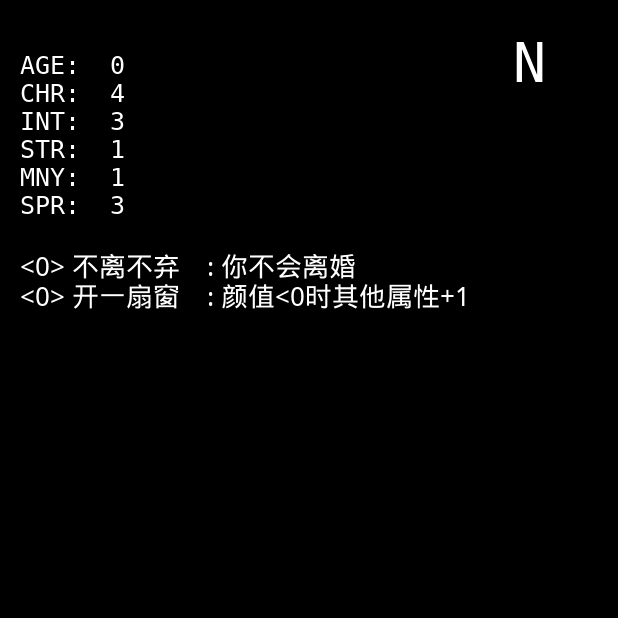 N
AGE: 0
CHR: 4
INT: 3
STR: 1
MNY: 1
SPR: 3
<0> 不离不弃 :你不会离婚
<0> 开一扇窗 :颜值<0时其他属性+1